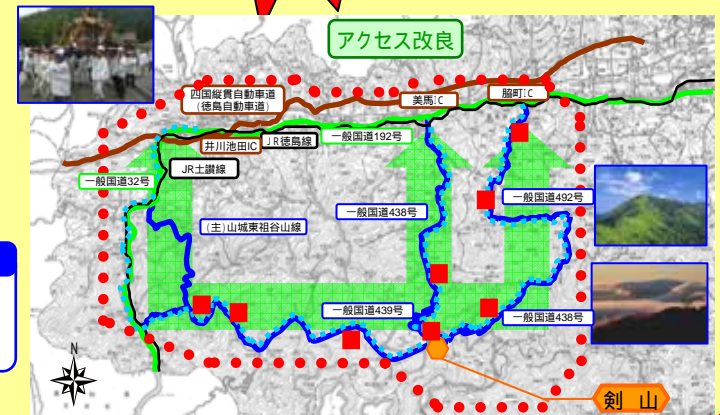 アクセス改良
四国縦貫自動車道
(徳島自動車道)
美馬IC
脇町IC
井川池田IC
JR徳島線
一般国道192号
JR土讃線
一般国道32号
一般国道492号
一般国道438号
(主)山城東祖谷山線
一般国道439号
一般国道438号
N
剣 山